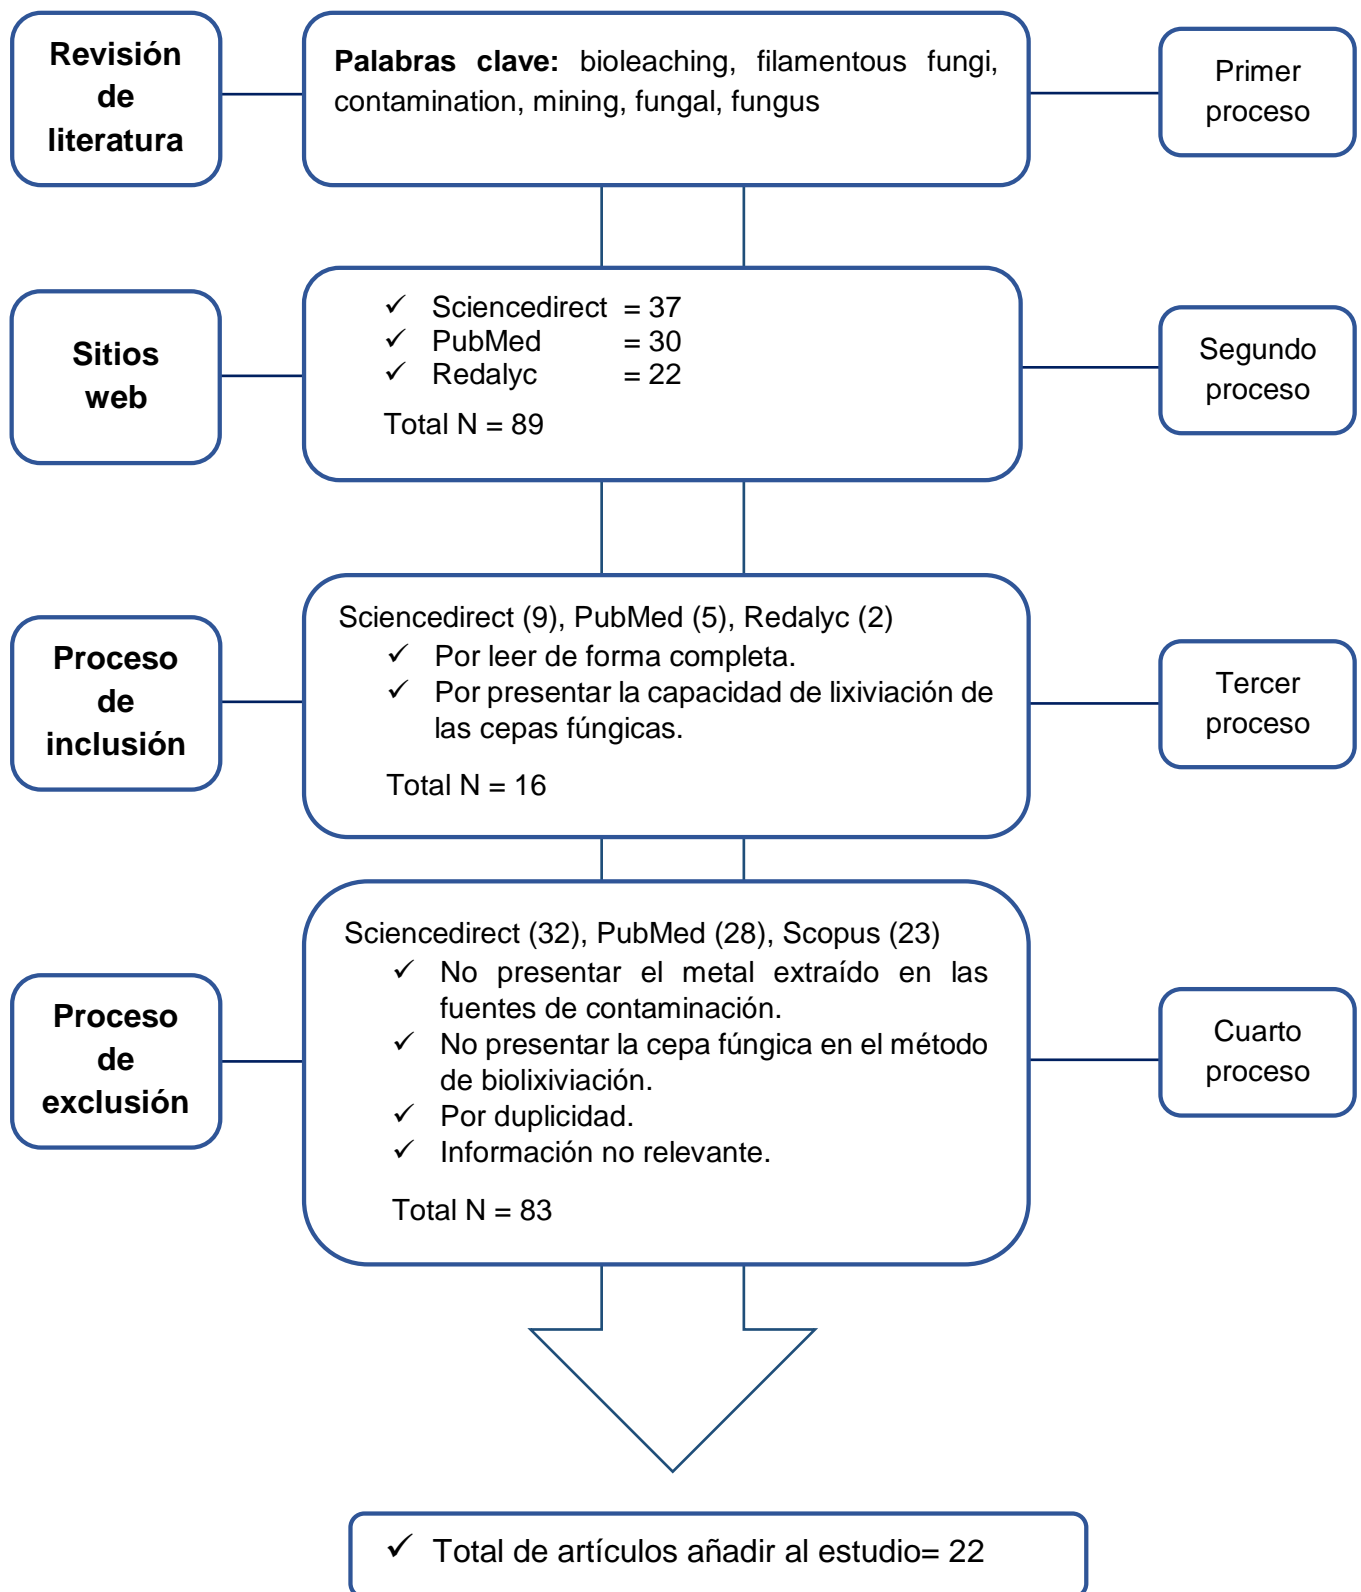 Revisión
de
literatura
Palabras clave: bioleaching, filamentous fungi,
contamination, mining, fungal, fungus
Primer
proceso
Sitios
web
✓ Sciencedirect = 37
✓ PubMed = 30
✓ Redalyc = 22
Total N = 89
Segundo
proceso
Proceso
de
inclusión
Sciencedirect (9), PubMed (5), Redalyc (2)
✓ Por leer de forma completa.
✓ Por presentar la capacidad de lixiviación de
las cepas fúngicas.
Total N = 16
Tercer
proceso
Proceso
de
exclusión
Sciencedirect (32), PubMed (28), Scopus (23)
✓ No presentar el metal extraído en las
fuentes de contaminación.
✓ No presentar la cepa fúngica en el método
de biolixiviación.
✓ Por duplicidad.
✓ Información no relevante.
Total N = 83
Cuarto
proceso
✓ Total de artículos añadir al estudio= 22